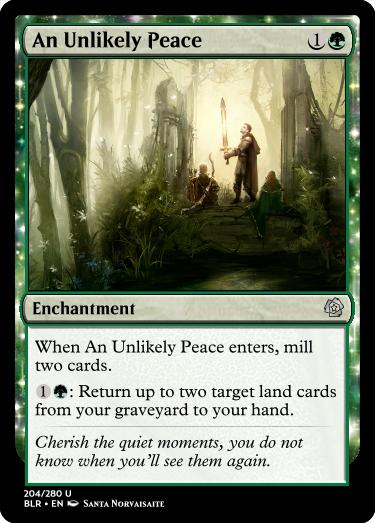 An Unlikely Peace 1
Enchantment
When An Unlikely Peace enters, mill
two cards.
1 : Return up to two target land cards
from your graveyard to your hand.
Cherish the quiet moments, you do not
know when you'll see them again.
204/280 U
BLR • EN Santa Norvaisaite